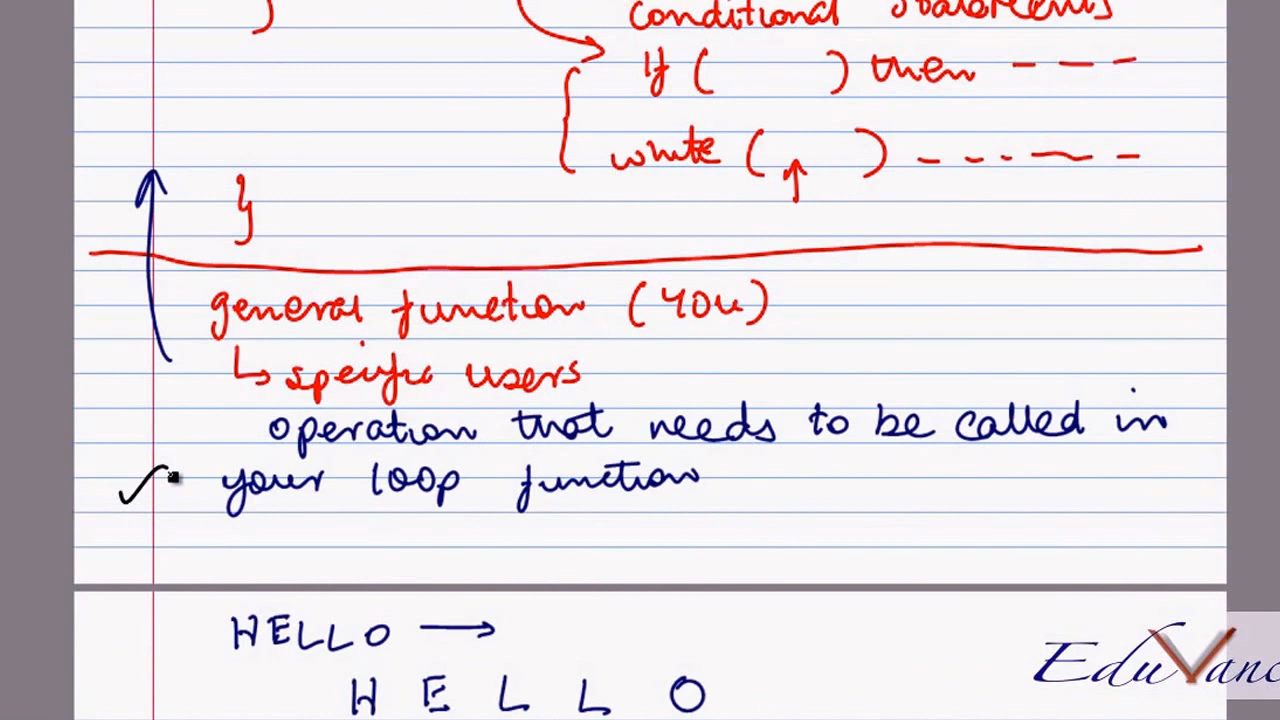 }
conditional statements
If ( ) then - - -
while ( ) - - - - -
}
general function (YOU)
↳ specific users
operation that needs to be called in
your loop function
HELLO →
H E L L O
EduVanc